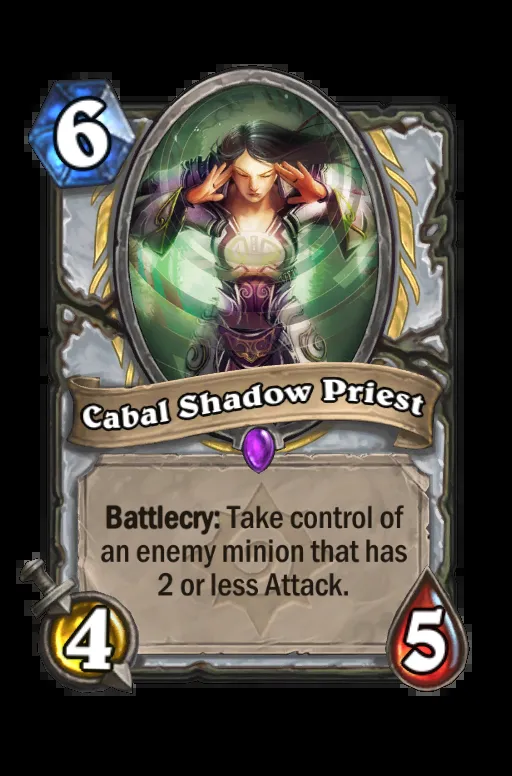 6
Cabal Shadow Priest
Battlecry: Take control of
an enemy minion that has
2 or less Attack.
4
5